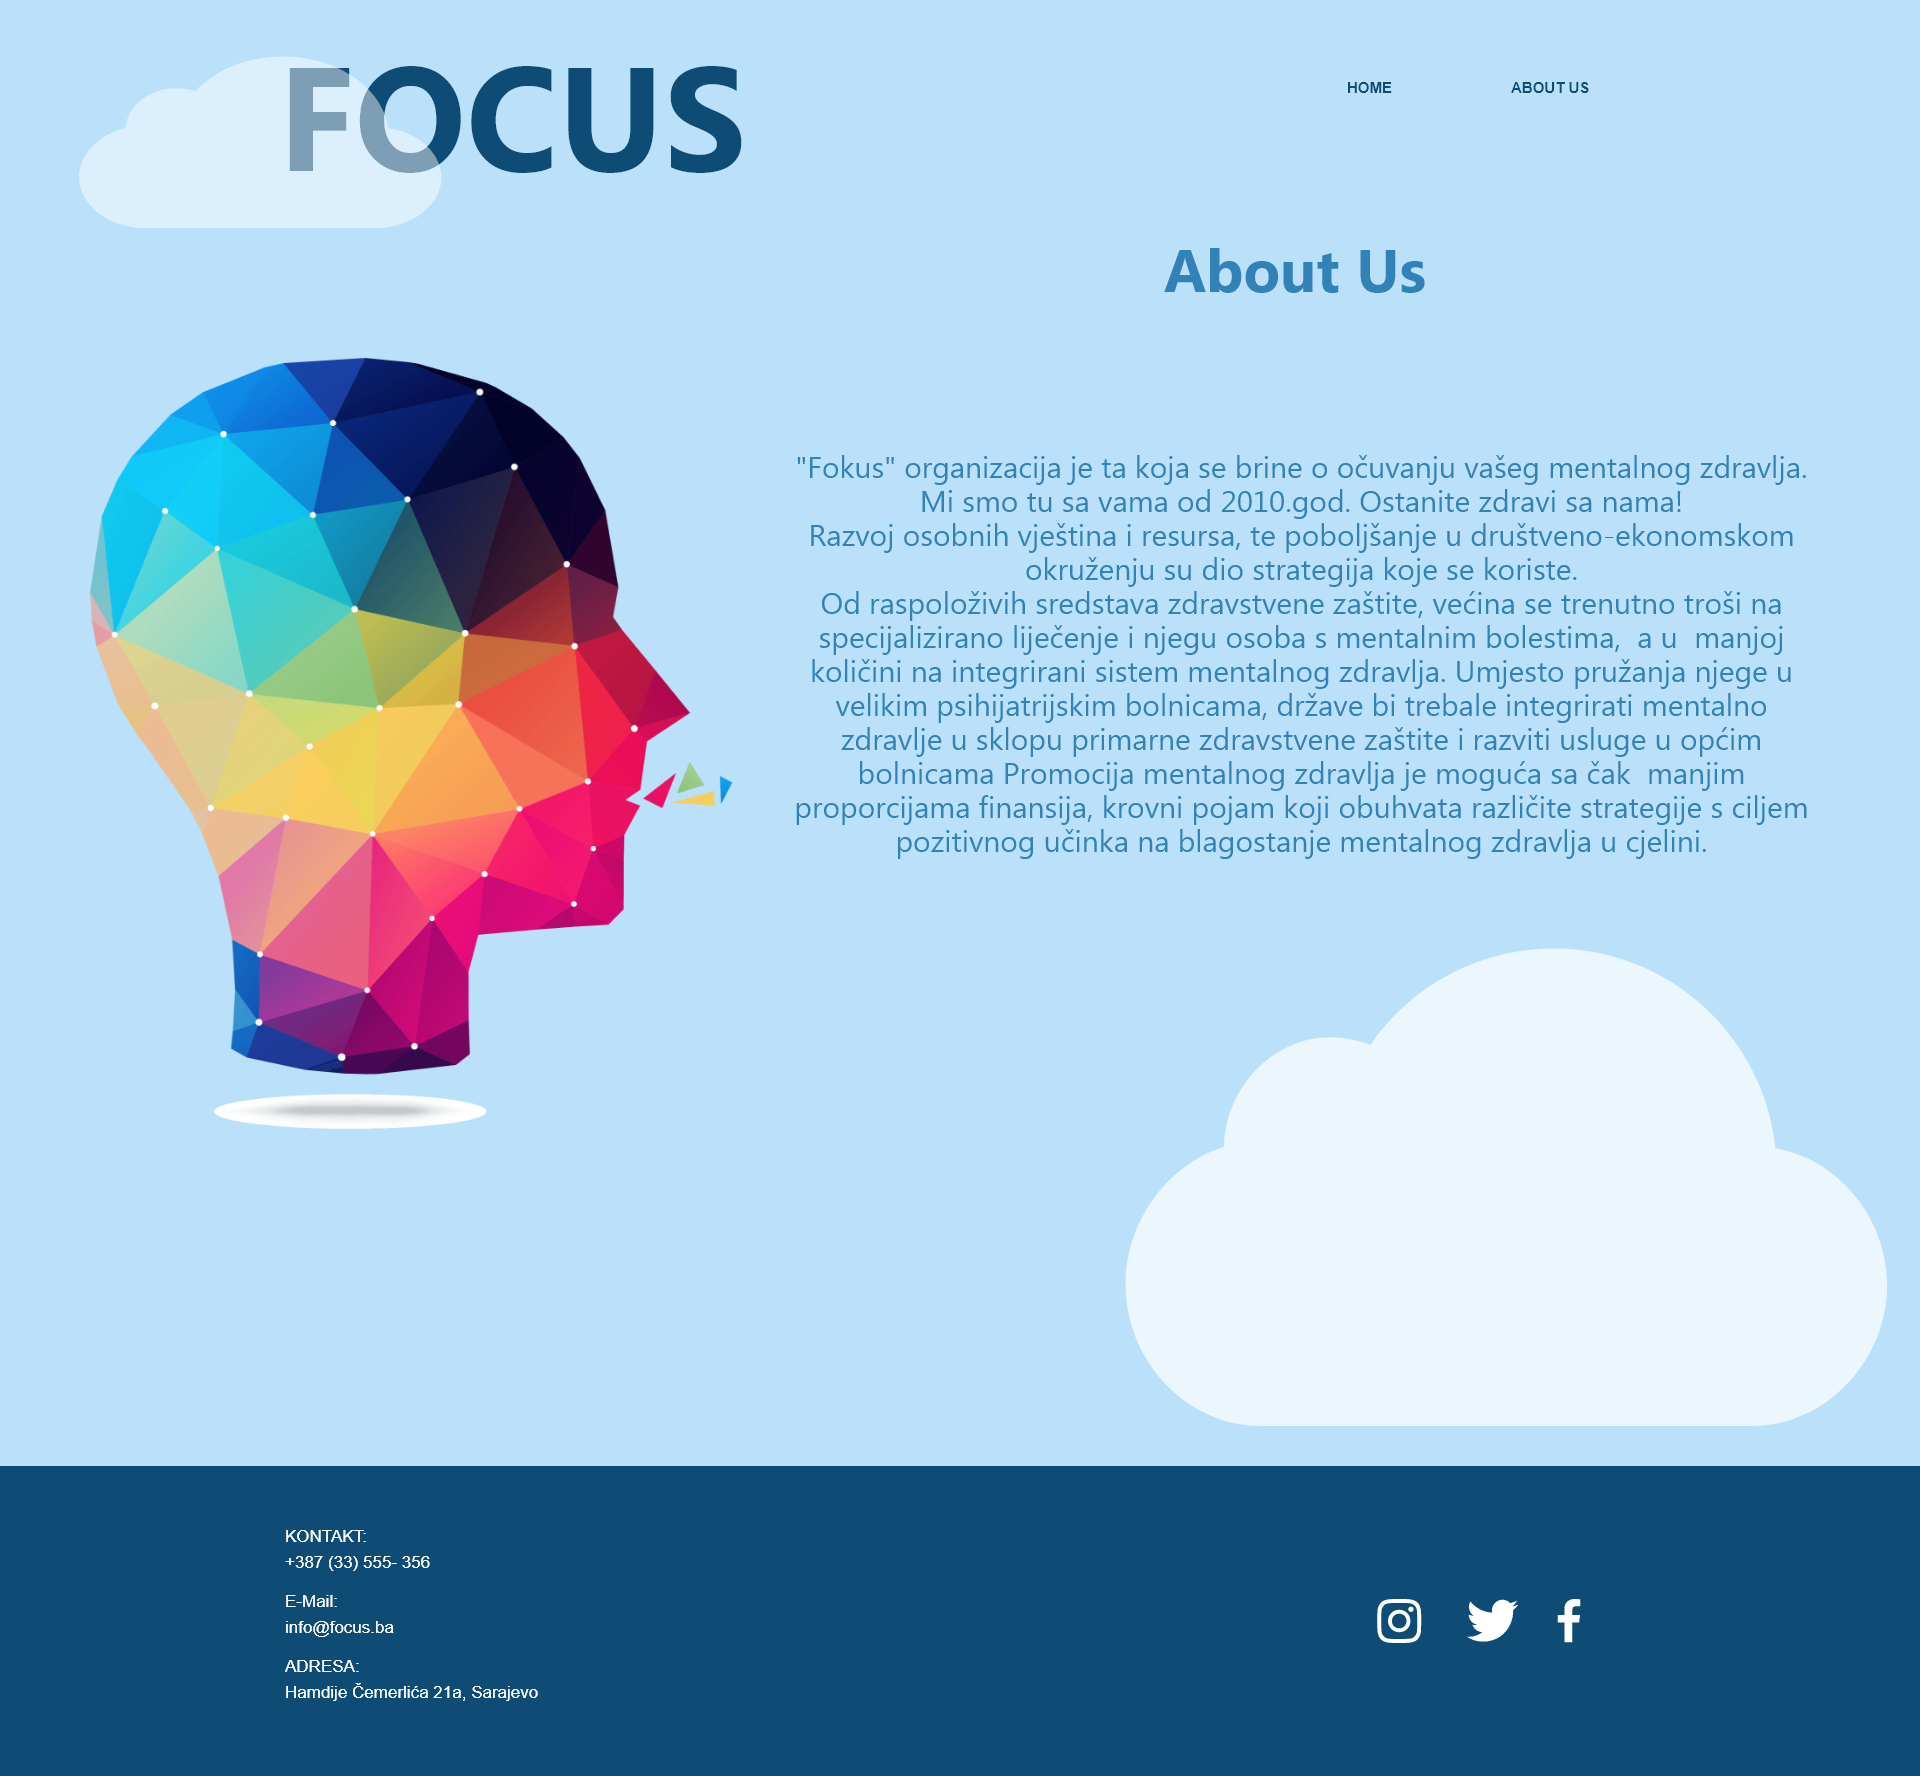 FOCUS
HOME
ABOUT US
About Us
"Fokus" organizacija je ta koja se brine o očuvanju vašeg mentalnog zdravlja.
Mi smo tu sa vama od 2010.god. Ostanite zdravi sa nama!
Razvoj osobnih vještina i resursa, te poboljšanje u društveno-ekonomskom
okruženju su dio strategija koje se koriste.
Od raspoloživih sredstava zdravstvene zaštite, većina se trenutno troši na
specijalizirano liječenje i njegu osoba s mentalnim bolestima,  a u  manjoj
količini na integrirani sistem mentalnog zdravlja. Umjesto pružanja njege u
velikim psihijatrijskim bolnicama, države bi trebale integrirati mentalno
zdravlje u sklopu primarne zdravstvene zaštite i razviti usluge u općim
bolnicama Promocija mentalnog zdravlja je moguća sa čak  manjim
proporcijama finansija, krovni pojam koji obuhvata različite strategije s ciljem
pozitivnog učinka na blagostanje mentalnog zdravlja u cjelini.
KONTAKT:
+387 (33) 555- 356
E-Mail:
info@focus.ba
ADRESA:
Hamdije Čemerlića 21a, Sarajevo